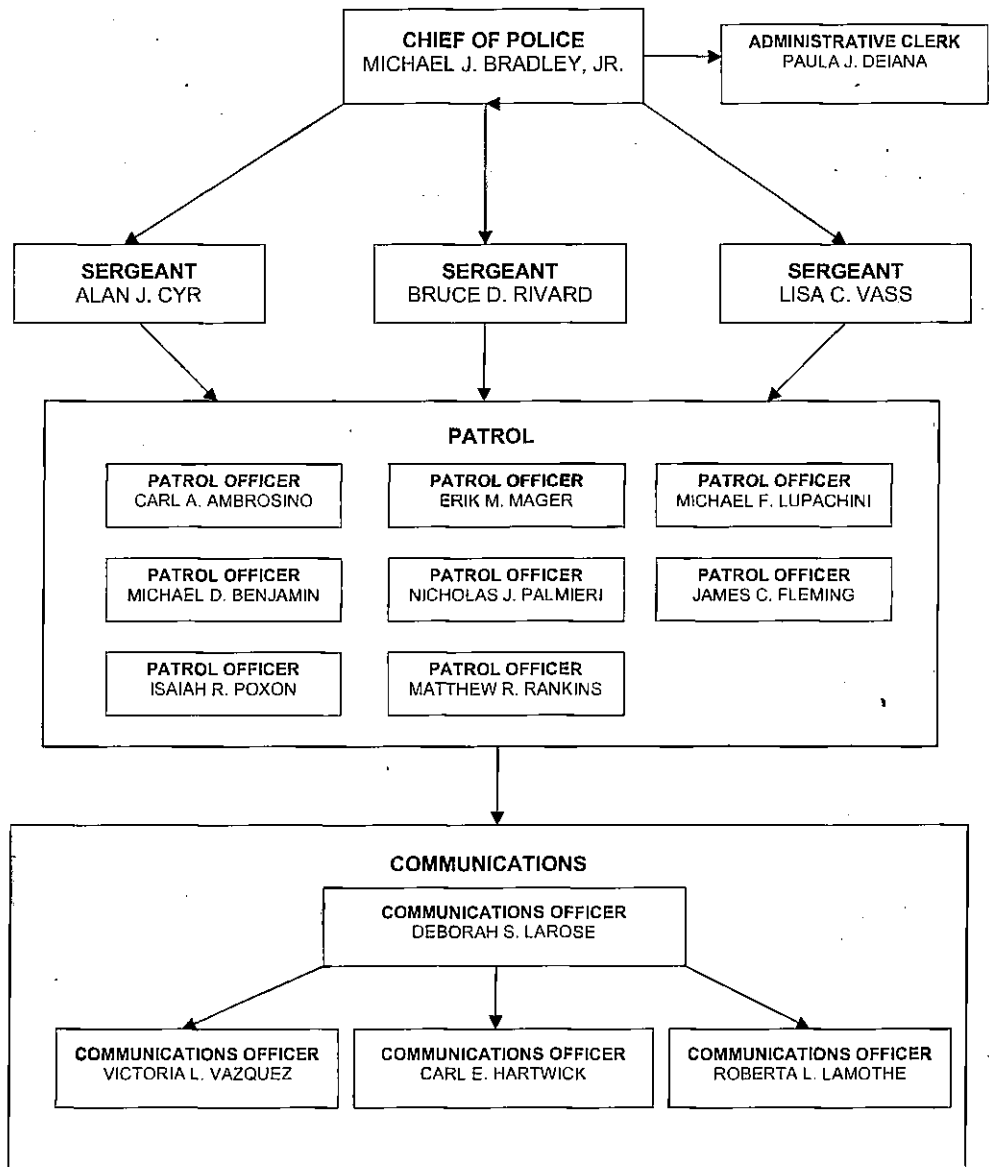 CHIEF OF POLICE
MICHAEL J. BRADLEY, JR.
ADMINISTRATIVE CLERK
PAULA J. DEIANA
SERGEANT
ALAN J. CYR
SERGEANT
BRUCE D. RIVARD
SERGEANT
LISA C. VASS
PATROL
PATROL OFFICER
CARL A. AMBROSINO
PATROL OFFICER
ERIK M. MAGER
PATROL OFFICER
MICHAEL F. LUPACHINI
PATROL OFFICER
MICHAEL D. BENJAMIN
PATROL OFFICER
NICHOLAS J. PALMIERI
PATROL OFFICER
JAMES C. FLEMING
PATROL OFFICER
ISAIAH R. POXON
PATROL OFFICER
MATTHEW R. RANKINS
COMMUNICATIONS
COMMUNICATIONS OFFICER
DEBORAH S. LAROSE
COMMUNICATIONS OFFICER
VICTORIA L. VAZQUEZ
COMMUNICATIONS OFFICER
CARL E. HARTWICK
COMMUNICATIONS OFFICER
ROBERTA L. LAMOTHE